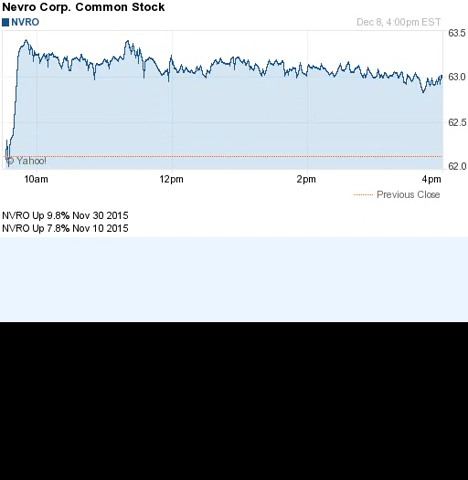 Nevro Corp. Common Stock
NVRO Dec 8, 4:00pm EST
63.5
63.0
62.5
62.0
© Yahoo!
10am 12pm 2pm 4pm
Previous Close
NVRO Up 9.8% Nov 30 2015
NVRO Up 7.8% Nov 10 2015